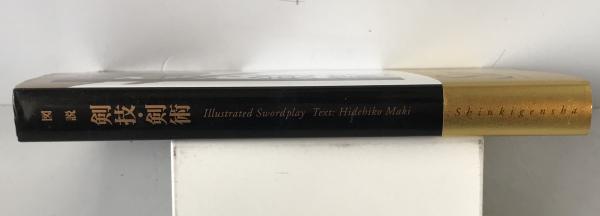 図説
剣技・剣術
Illustrated Swordplay Text: Hidehiko Maki
Shinkigensha